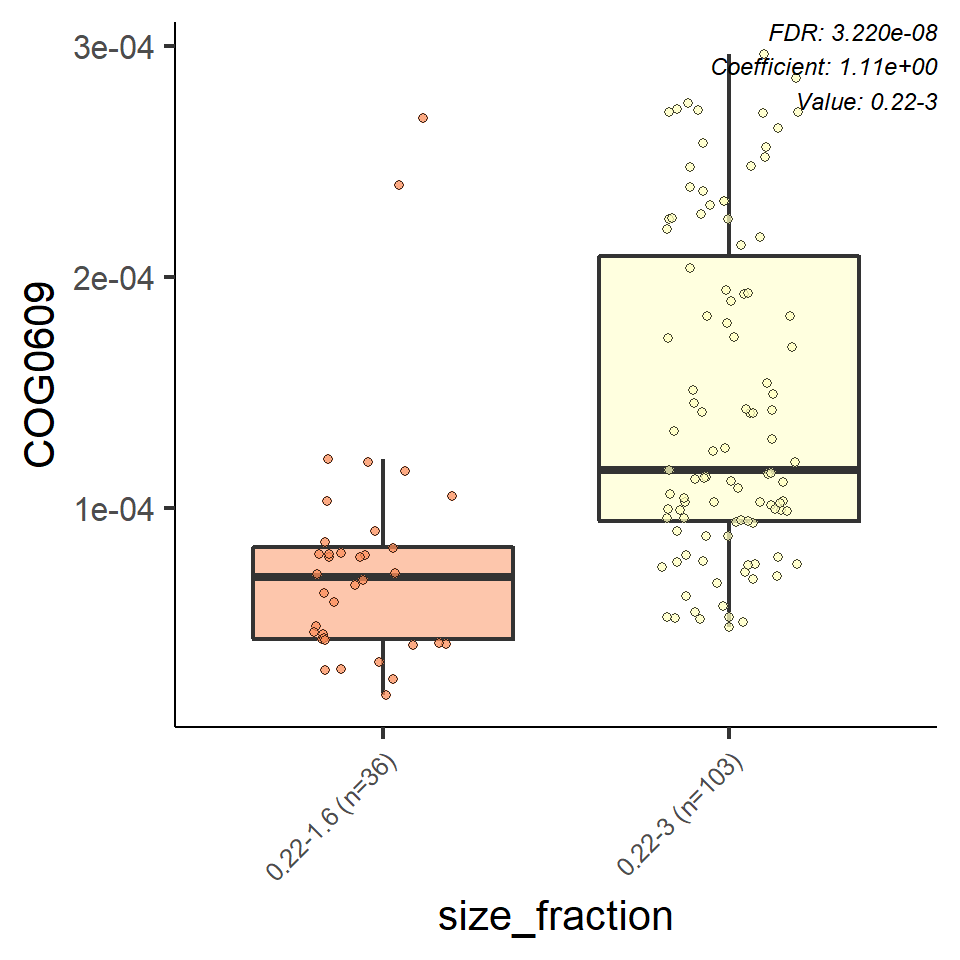 FDR: 3.220e-08
Coefficient: 1.11e+00
Value: 0.22-3
3e-04
2e-04
1e-04
COG0609
0.22-1.6 (n=36)
0.22-3 (n=103)
size_fraction